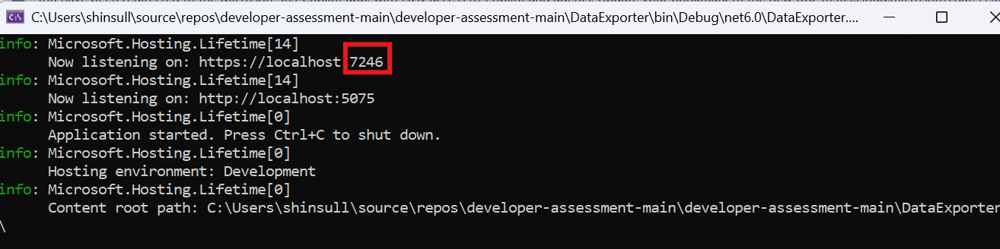 C:\Users\shinsull\source\repos\developer-assessment-main\developer-assessment-main\DataExporter\bin\Debug\net6.0\DataExporter....
info: Microsoft.Hosting.Lifetime[14]
Now listening on: https://localhost:7246
info: Microsoft.Hosting.Lifetime[14]
Now listening on: http://localhost:5075
info: Microsoft.Hosting.Lifetime[0]
Application started. Press Ctrl+C to shut down.
info: Microsoft.Hosting.Lifetime[0]
Hosting environment: Development
info: Microsoft.Hosting.Lifetime[0]
Content root path: C:\Users\shinsull\source\repos\developer-assessment-main\developer-assessment-main\DataExporter
\